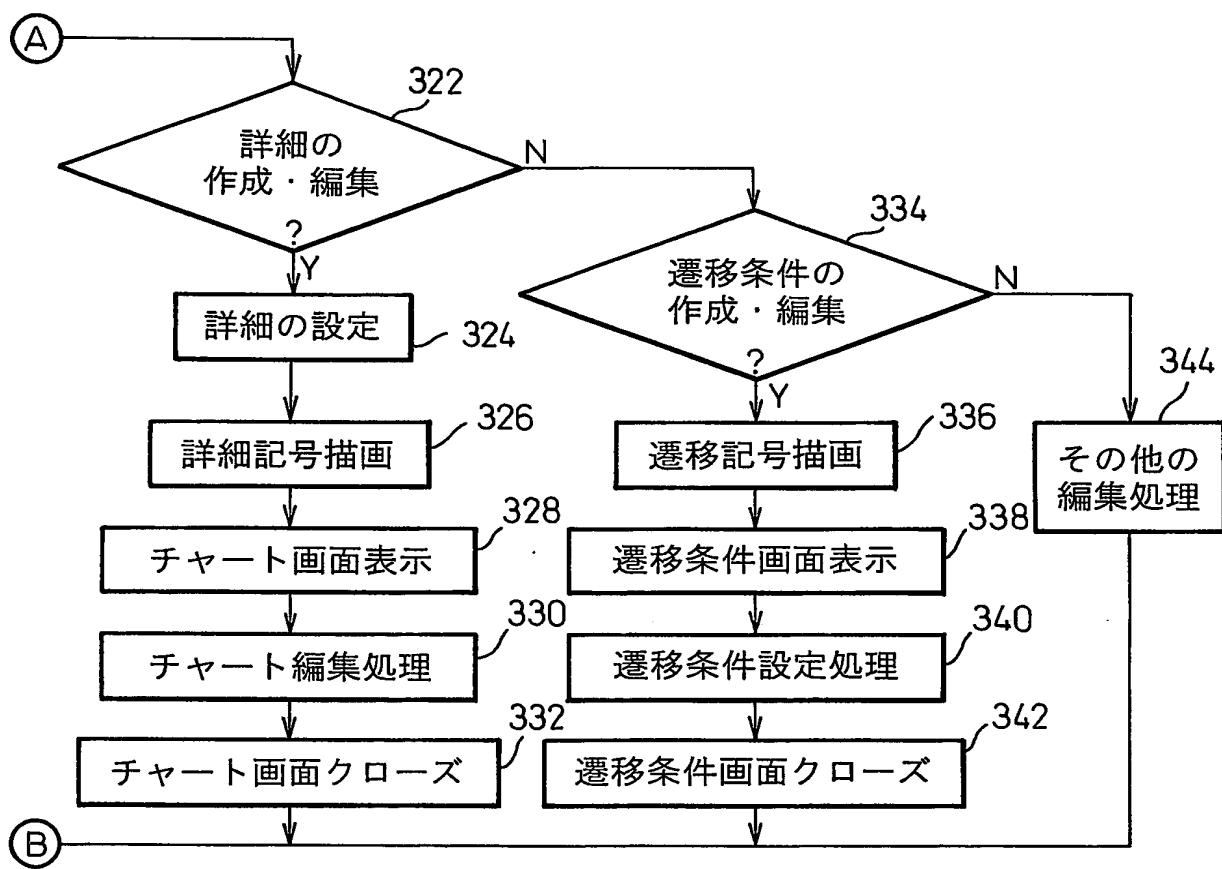 A
322
詳細の
作成・編集
?
N
Y
334
遷移条件の
作成・編集
?
N
Y
詳細の設定
324
344
その他の
編集処理
詳細記号描画
326
遷移記号描画
336
チャート画面表示
328
遷移条件画面表示
338
チャート編集処理
330
遷移条件設定処理
340
チャート画面クローズ
332
遷移条件画面クローズ
342
B